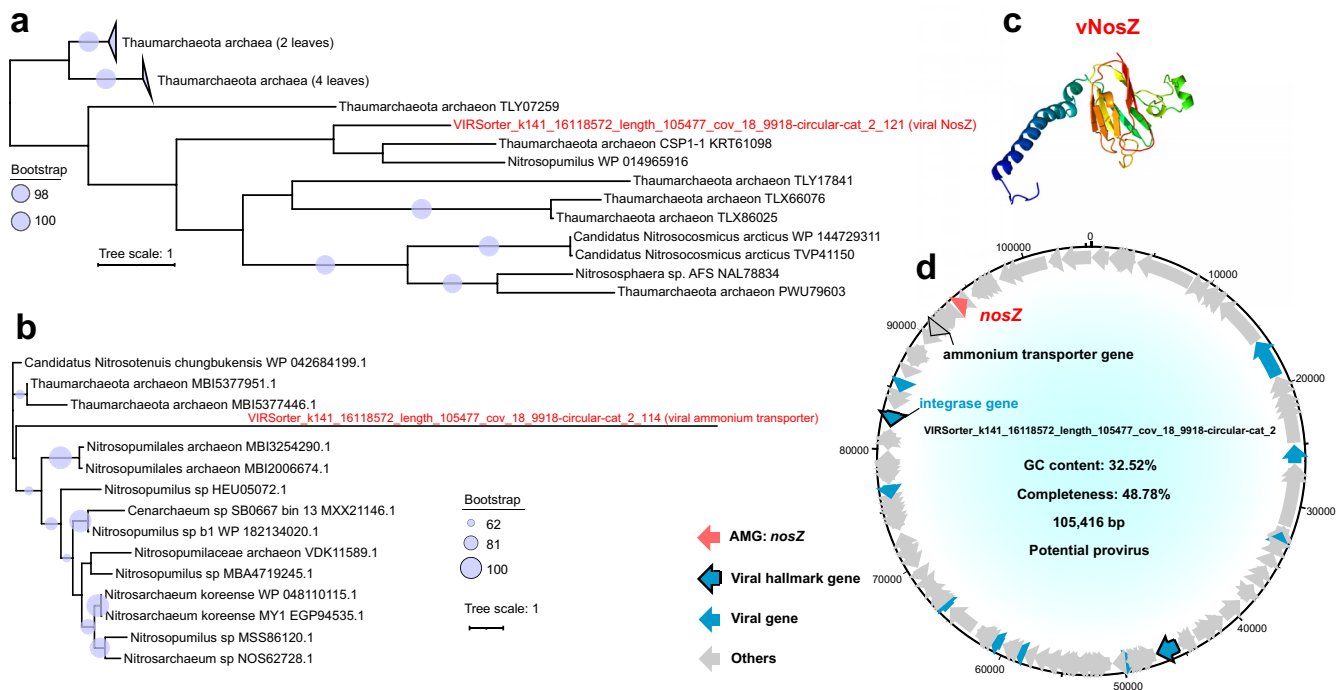 a
Thaumarchaeota archaea (2 leaves)
Thaumarchaeota archaea (4 leaves)
Thaumarchaeota archaeon TLY07259
VIRSorter_k141_16118572_length_105477_cov_18_9918-circular-cat_2_121 (viral NosZ)
Thaumarchaeota archaeon CSP1-1 KRT61098
Nitrosopumilus WP 014965916
Thaumarchaeota archaeon TLY17841
Thaumarchaeota archaeon TLX66076
Thaumarchaeota archaeon TLX86025
Candidatus Nitrosocosmicus arcticus WP 144729311
Candidatus Nitrosocosmicus arcticus TVP41150
Nitrososphaera sp. AFS NAL78834
Thaumarchaeota archaeon PWU79603
Bootstrap
98
100
Tree scale: 1
b
Candidatus Nitrosotenuis chungbukensis WP 042684199.1
Thaumarchaeota archaeon MBI5377951.1
Thaumarchaeota archaeon MBI5377446.1
VIRSorter_k141_16118572_length_105477_cov_18_9918-circular-cat_2_114 (viral ammonium transporter)
Nitrosopumilales archaeon MBI3254290.1
Nitrosopumilales archaeon MBI2006674.1
Nitrosopumilus sp HEU05072.1
Cenarchaeum sp SB0667 bin 13 MXX21146.1
Nitrosopumilus sp b1 WP 182134020.1
Nitrosopumilaceae archaeon VDK11589.1
Nitrosopumilus sp MBA4719245.1
Nitrosarchaeum koreense WP 048110115.1
Nitrosarchaeum koreense MY1 EGP94535.1
Nitrosopumilus sp MSS86120.1
Nitrosarchaeum sp NOS62728.1
Bootstrap
62
81
100
Tree scale: 1
c
vNosZ
d
0
10000
20000
30000
40000
50000
60000
70000
80000
90000
100000
nosZ
ammonium transporter gene
integrase gene
VIRSorter_k141_16118572_length_105477_cov_18_9918-circular-cat_2
GC content: 32.52%
Completeness: 48.78%
105,416 bp
Potential provirus
AMG: nosZ
Viral hallmark gene
Viral gene
Others